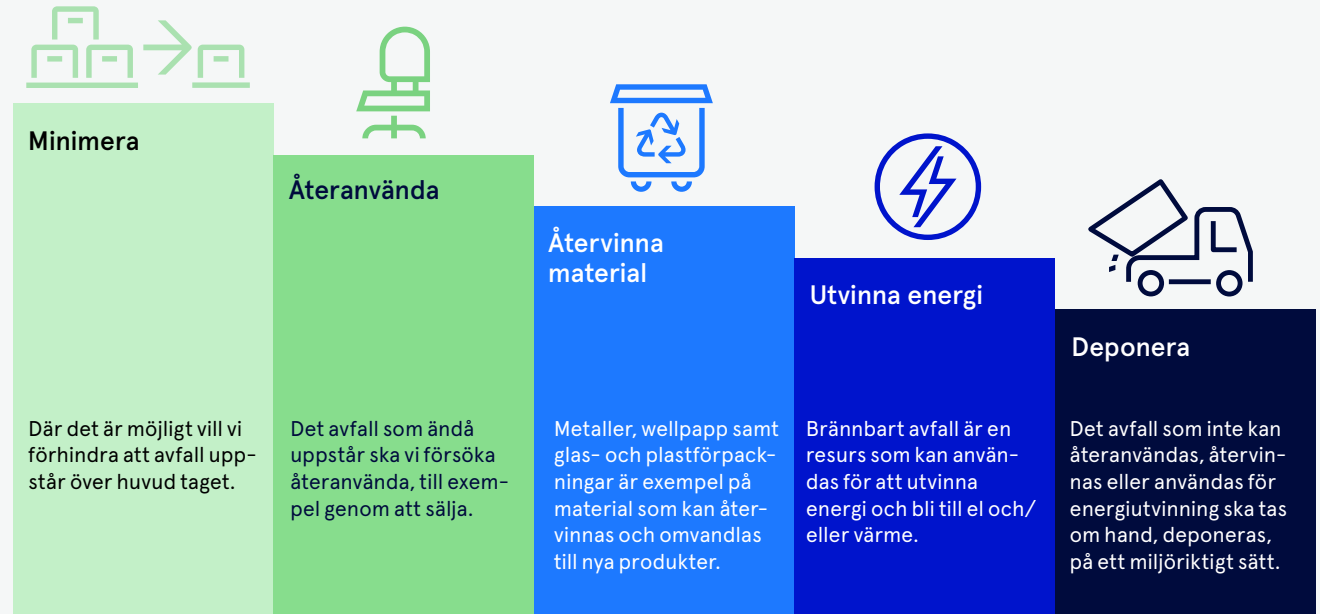 Minimera
Där det är möjligt vill vi
förhindra att avfall upp-
står över huvud taget.
Återanvända
Det avfall som ändå
uppstår ska vi försöka
återanvända, till exem-
pel genom att sälja.
Återvinna
material
Metaller, wellpapp samt
glas- och plastförpack-
ningar är exempel på
material som kan åter-
vinnas och omvandlas
till nya produkter.
Utvinna energi
Brännbart avfall är en
resurs som kan använ-
das för att utvinna
energi och bli till el och/
eller värme.
Deponera
Det avfall som inte kan
återanvändas, återvin-
nas eller användas för
energiutvinning ska tas
om hand, deponeras,
på ett miljöriktigt sätt.